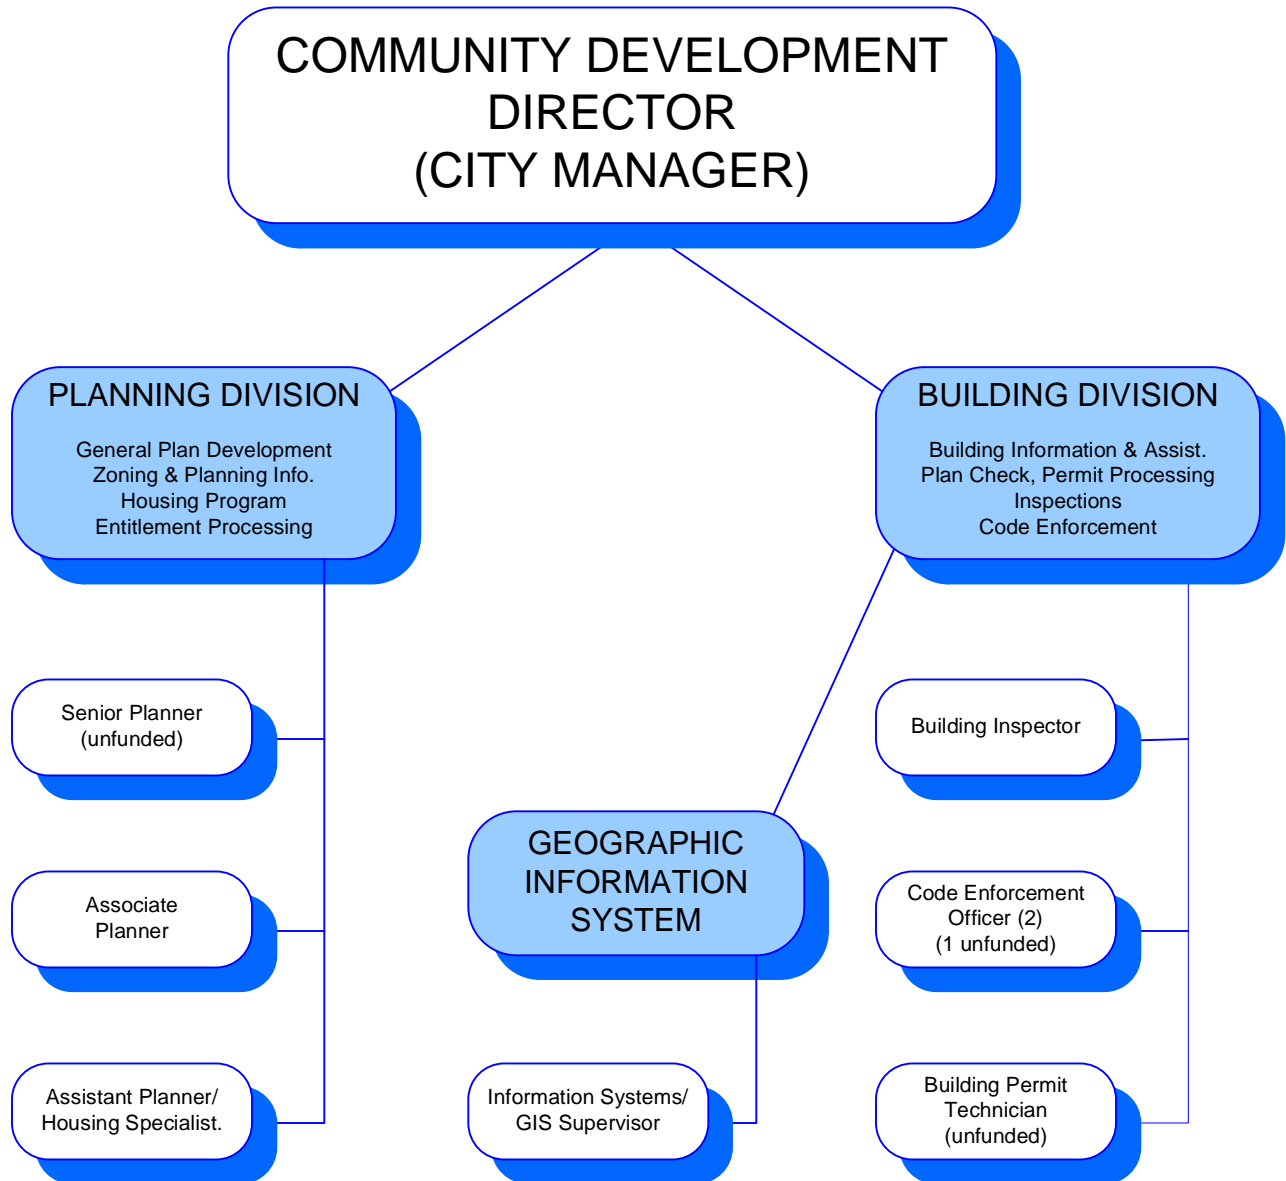 COMMUNITY DEVELOPMENT
DIRECTOR
(CITY MANAGER)
PLANNING DIVISION
General Plan Development
Zoning & Planning Info.
Housing Program
Entitlement Processing
BUILDING DIVISION
Building Information & Assist.
Plan Check, Permit Processing
Inspections
Code Enforcement
Senior Planner
(unfunded)
Building Inspector
GEOGRAPHIC
INFORMATION
SYSTEM
Associate
Planner
Code Enforcement
Officer (2)
(1 unfunded)
Assistant Planner/
Housing Specialist.
Information Systems/
GIS Supervisor
Building Permit
Technician
(unfunded)